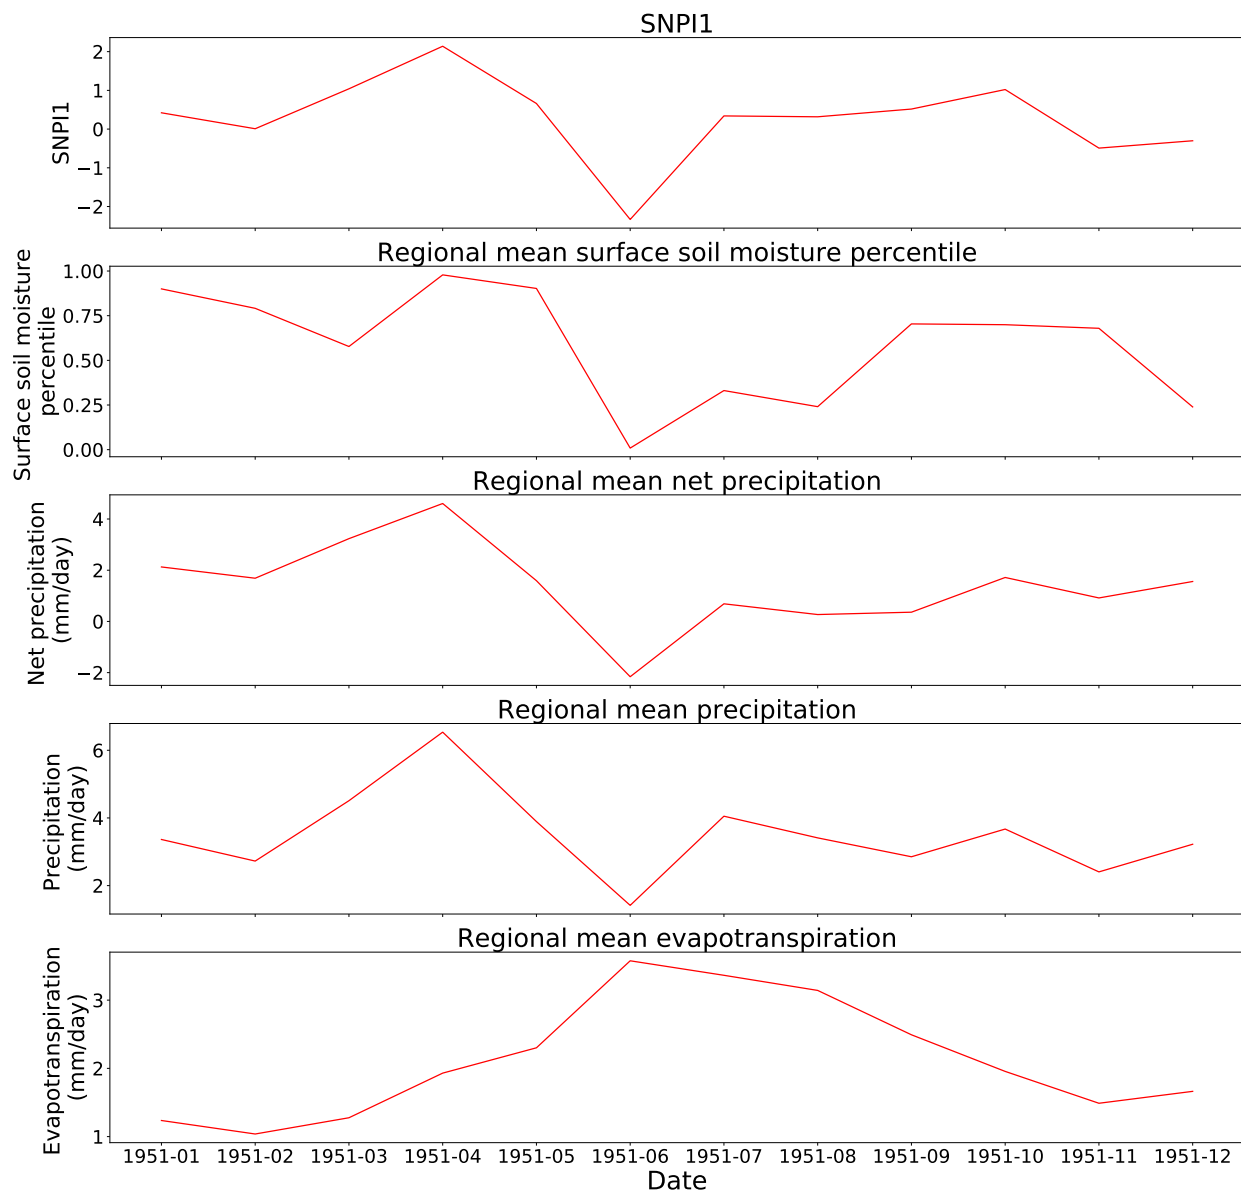 SNPI1
SNPI1
2
1
0
−1
−2
Regional mean surface soil moisture percentile
Surface soil moisture
percentile
1.00
0.75
0.50
0.25
0.00
Regional mean net precipitation
Net precipitation
(mm/day)
4
2
0
−2
Regional mean precipitation
Precipitation
(mm/day)
6
4
2
Regional mean evapotranspiration
Evapotranspiration
(mm/day)
3
2
1
1951-01 1951-02 1951-03 1951-04 1951-05 1951-06 1951-07 1951-08 1951-09 1951-10 1951-11 1951-12
Date